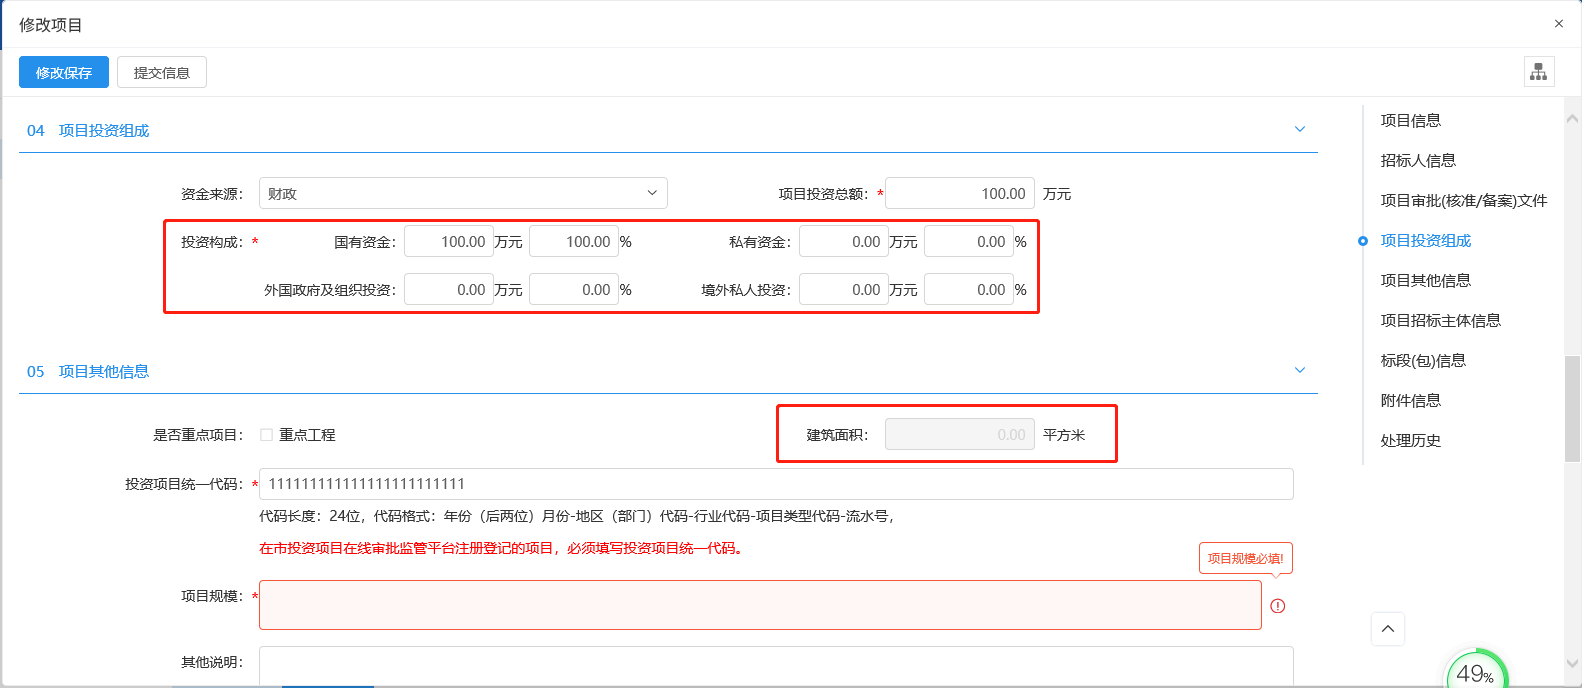 修改项目
修改保存 提交信息
04 项目投资组成
资金来源： 财政 项目投资总额：* 100.00 万元
投资构成：* 国有资金： 100.00 万元 100.00 % 私有资金： 0.00 万元 0.00 %
外国政府及组织投资： 0.00 万元 0.00 % 境外私人投资： 0.00 万元 0.00 %
05 项目其他信息
是否重点项目： 重点工程 建筑面积： 0.00 平方米
投资项目统一代码：* 111111111111111111111111
代码长度：24位，代码格式：年份（后两位）月份-地区（部门）代码-行业代码-项目类型代码-流水号，
在市投资项目在线审批监管平台注册登记的项目，必须填写投资项目统一代码。
项目规模必填!
项目规模：*
其他说明：
项目信息
招标人信息
项目审批(核准/备案)文件
项目投资组成
项目其他信息
项目招标主体信息
标段(包)信息
附件信息
处理历史
49%